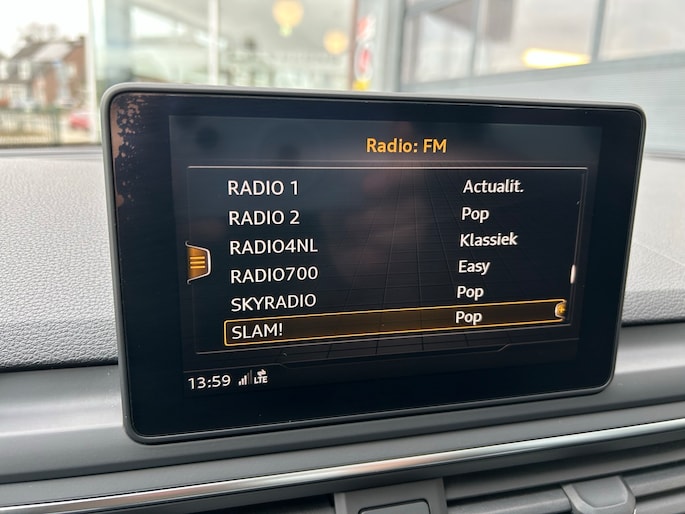 Radio: FM
RADIO 1 Actualit.
RADIO 2 Pop
RADIO4NL Klassiek
RADIO700 Easy
SKYRADIO Pop
SLAM! Pop
13:59 LTE